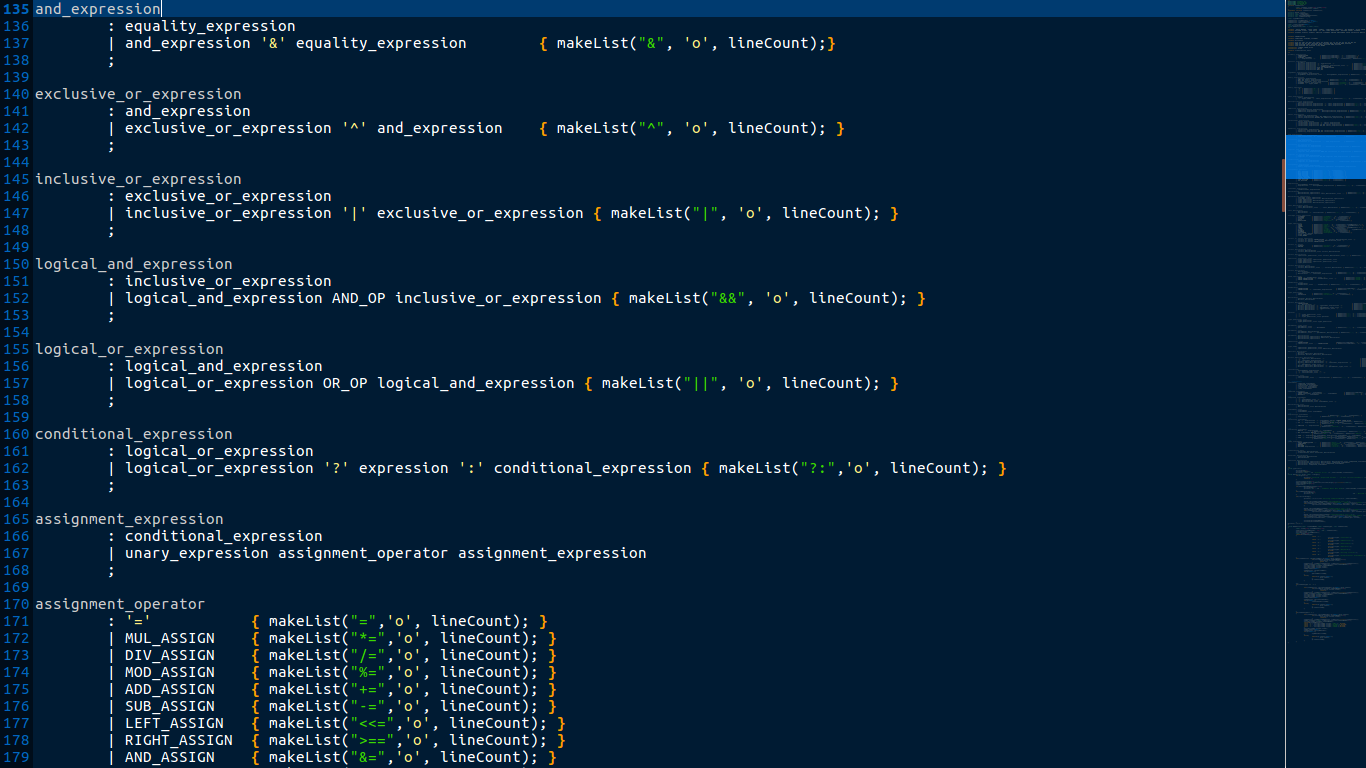 135 and_expression
136         : equality_expression
137         | and_expression '&' equality_expression        { makeList("&", 'o', lineCount);}
138         ;
139
140 exclusive_or_expression
141         : and_expression
142         | exclusive_or_expression '^' and_expression    { makeList("^", 'o', lineCount); }
143         ;
144
145 inclusive_or_expression
146         : exclusive_or_expression
147         | inclusive_or_expression '|' exclusive_or_expression { makeList("|", 'o', lineCount); }
148         ;
149
150 logical_and_expression
151         : inclusive_or_expression
152         | logical_and_expression AND_OP inclusive_or_expression { makeList("&&", 'o', lineCount); }
153         ;
154
155 logical_or_expression
156         : logical_and_expression
157         | logical_or_expression OR_OP logical_and_expression { makeList("||", 'o', lineCount); }
158         ;
159
160 conditional_expression
161         : logical_or_expression
162         | logical_or_expression '?' expression ':' conditional_expression { makeList("?:",'o', lineCount); }
163         ;
164
165 assignment_expression
166         : conditional_expression
167         | unary_expression assignment_operator assignment_expression
168         ;
169
170 assignment_operator
171         : '='           { makeList("=",'o', lineCount); }
172         | MUL_ASSIGN    { makeList("*=",'o', lineCount); }
173         | DIV_ASSIGN    { makeList("/=",'o', lineCount); }
174         | MOD_ASSIGN    { makeList("%=",'o', lineCount); }
175         | ADD_ASSIGN    { makeList("+=",'o', lineCount); }
176         | SUB_ASSIGN    { makeList("-=",'o', lineCount); }
177         | LEFT_ASSIGN   { makeList("<<=",'o', lineCount); }
178         | RIGHT_ASSIGN  { makeList(">==",'o', lineCount); }
179         | AND_ASSIGN    { makeList("&=",'o', lineCount); }